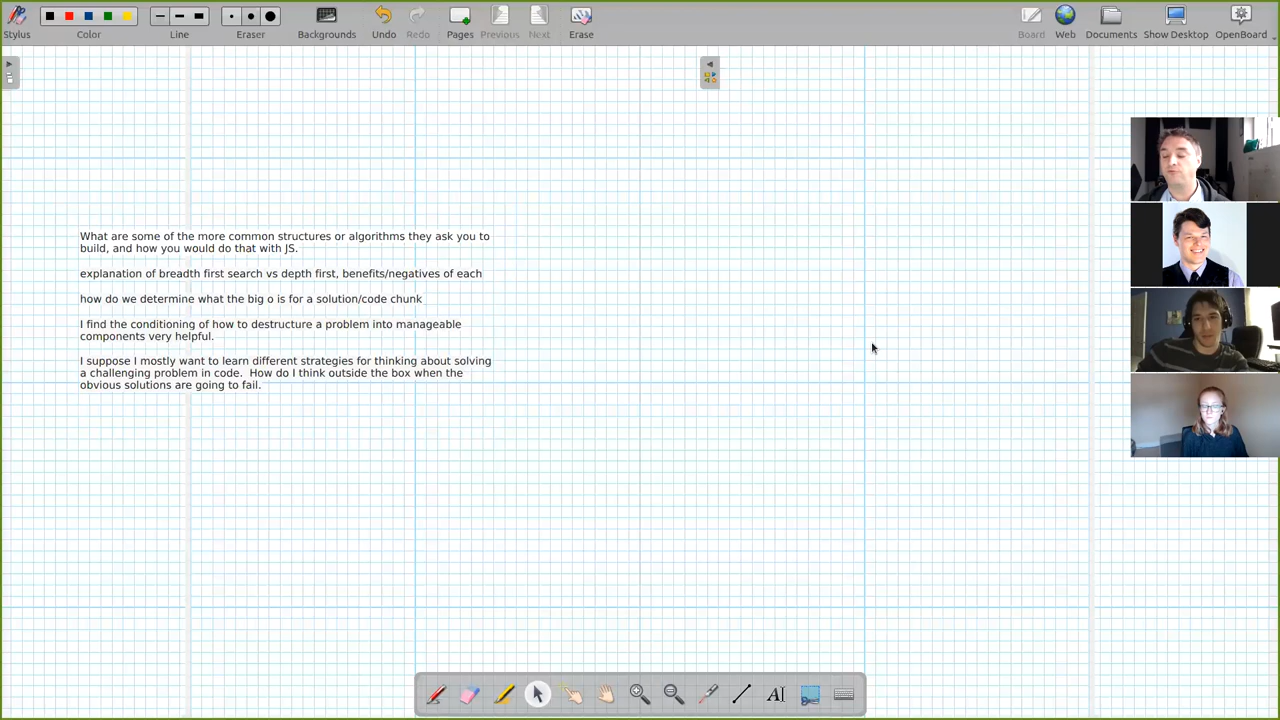 Stylus
Color
Line
Eraser
Backgrounds
Undo
Redo
Pages
Previous
Next
Erase
Board
Web
Documents
Show Desktop
OpenBoard
What are some of the more common structures or algorithms they ask you to
build, and how you would do that with JS.
explanation of breadth first search vs depth first, benefits/negatives of each
how do we determine what the big o is for a solution/code chunk
I find the conditioning of how to destructure a problem into manageable
components very helpful.
I suppose I mostly want to learn different strategies for thinking about solving
a challenging problem in code.  How do I think outside the box when the
obvious solutions are going to fail.
AI